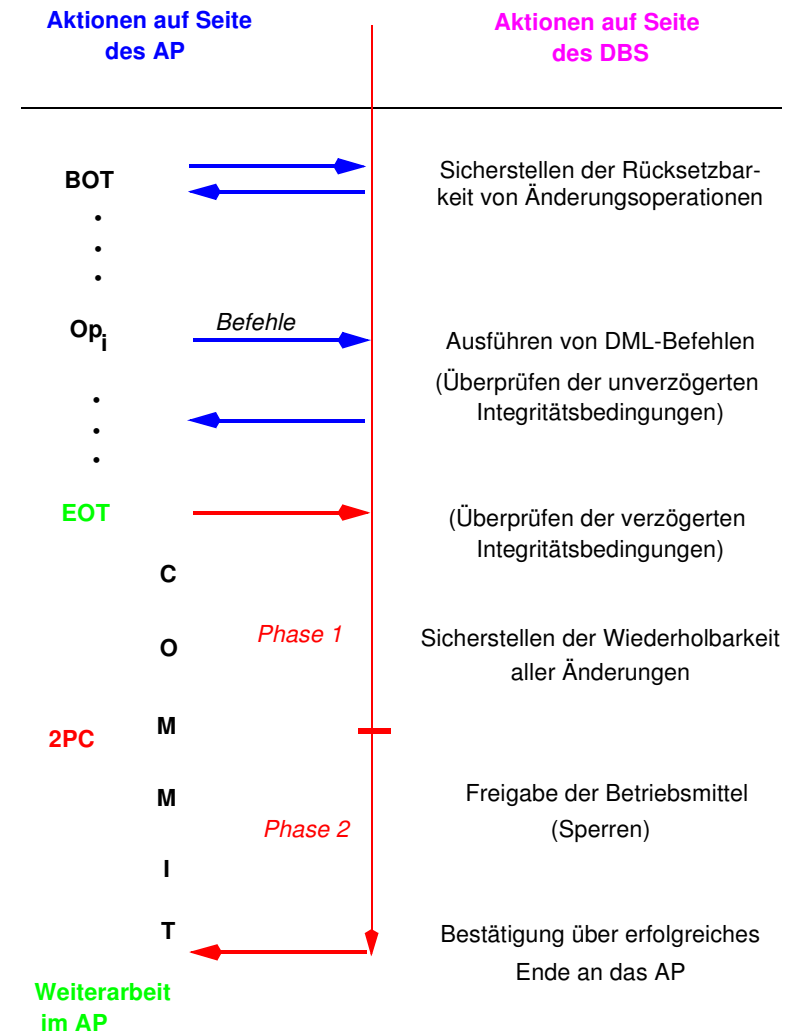 Aktionen auf Seite
des AP
Aktionen auf Seite
des DBS
BOT
Sicherstellen der Rücksetzbar-
keit von Änderungsoperationen
Op i
Befehle
Ausführen von DML-Befehlen
(Überprüfen der unverzögerten
Integritätsbedingungen)
EOT
(Überprüfen der verzögerten
Integritätsbedingungen)
C
O
Phase 1
Sicherstellen der Wiederholbarkeit
aller Änderungen
2PC
M
M
Freigabe der Betriebsmittel
Phase 2
(Sperren)
I
T
Bestätigung über erfolgreiches
Ende an das AP
Weiterarbeit
im AP